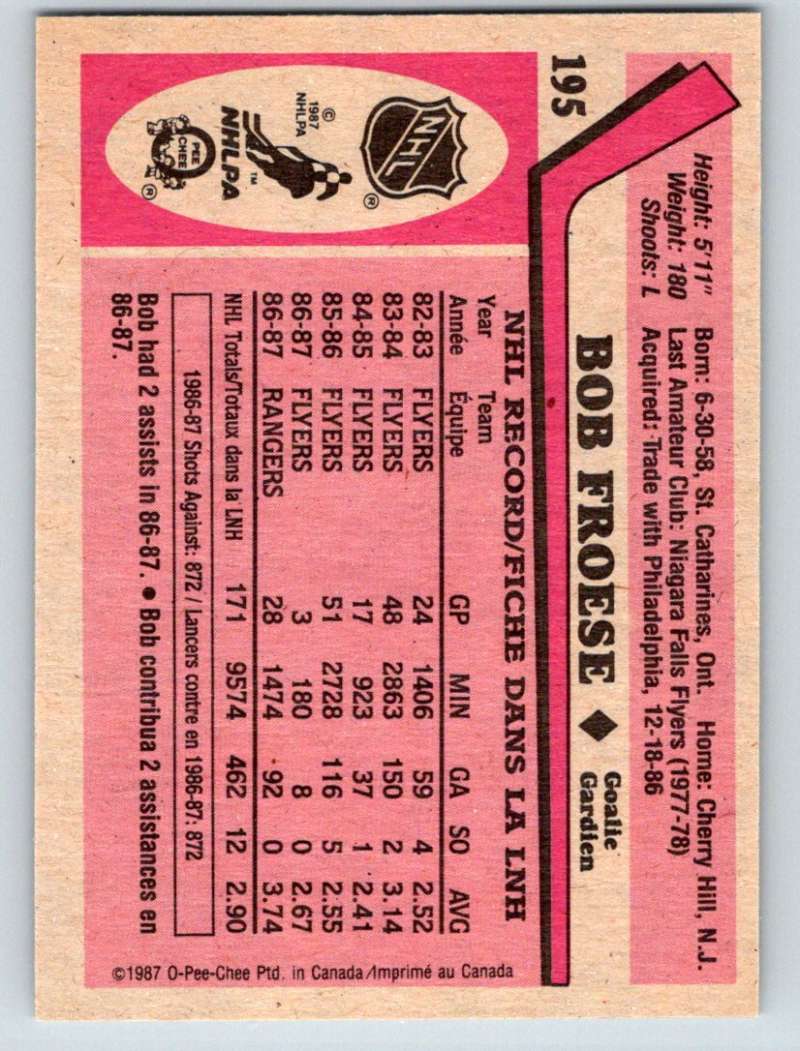 195
Height: 5'11" Born: 6-30-58, St. Catharines, Ont. Home: Cherry Hill, N.J.
Weight: 180 Last Amateur Club: Niagara Falls Flyers (1977-78)
Shoots: L Acquired: Trade with Philadelphia, 12-18-86
BOB FROESE ◆ Goalie
Gardien
NHL ®
© 1987
NHLPA
™
NHLPA
O PEE CHEE ®
NHL RECORD/FICHE DANS LA LNH
Year Team
Année Équipe GP MIN GA SO AVG
82-83 FLYERS 24 1406 59 4 2.52
83-84 FLYERS 48 2863 150 2 3.14
84-85 FLYERS 17 923 37 1 2.41
85-86 FLYERS 51 2728 116 5 2.55
86-87 FLYERS 3 180 8 0 2.67
86-87 RANGERS 28 1474 92 0 3.74
NHL Totals/Totaux dans la LNH 171 9574 462 12 2.90
1986-87 Shots Against: 872 / Lancers contre en 1986-87: 872
Bob had 2 assists in 86-87. ● Bob contribua 2 assistances en
86-87.
©1987 O-Pee-Chee Ptd. in Canada/Imprimé au Canada